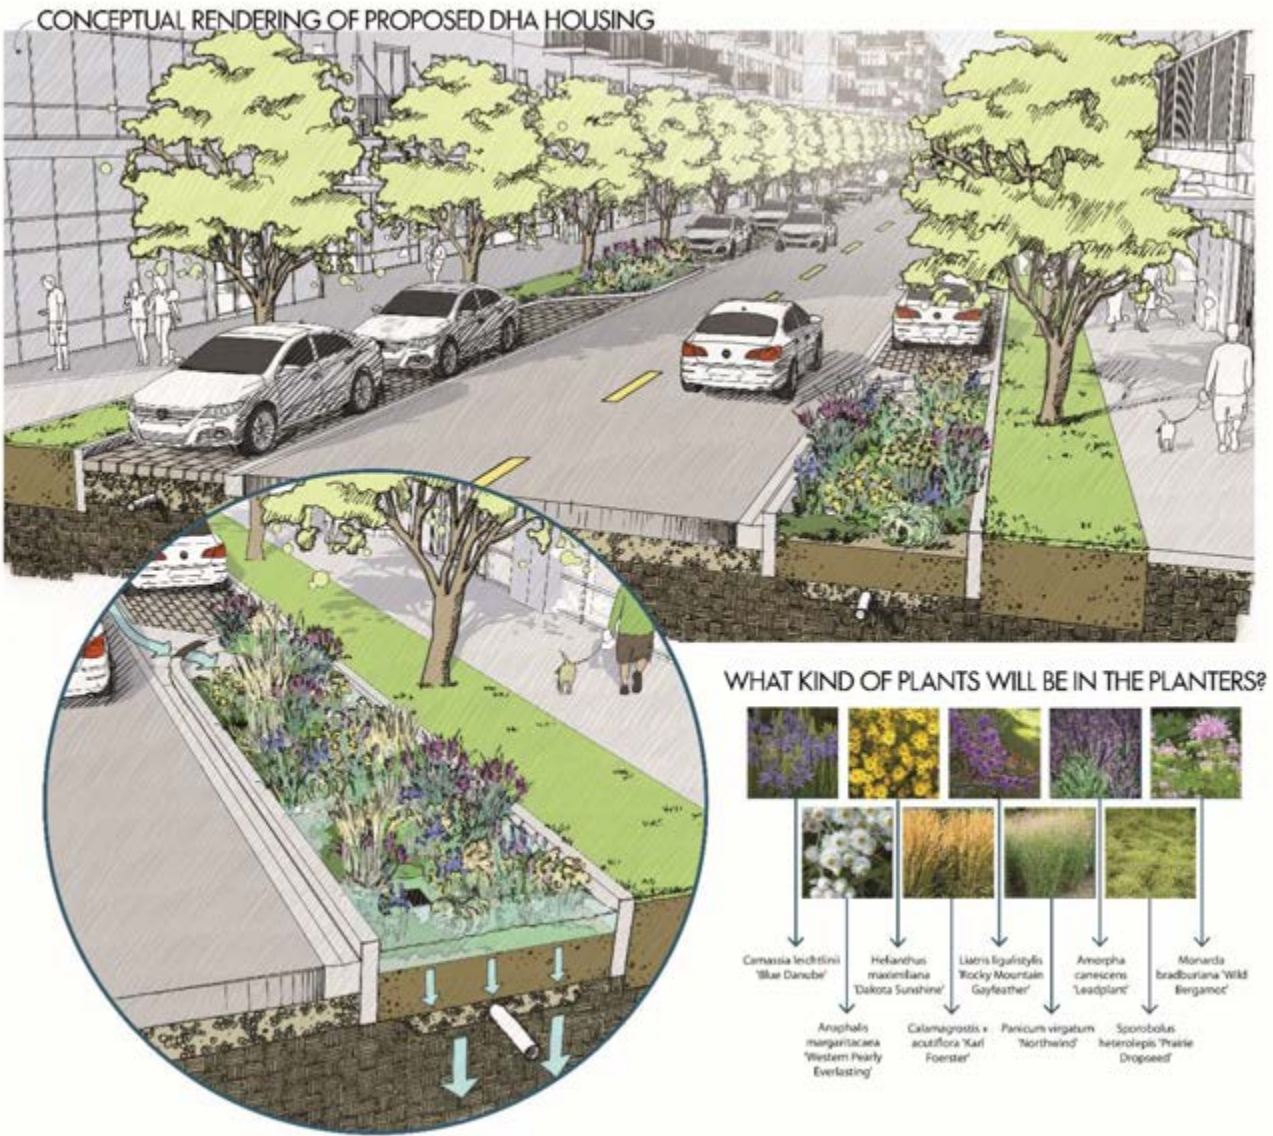 CONCEPTUAL RENDERING OF PROPOSED DHA HOUSING
WHAT KIND OF PLANTS WILL BE IN THE PLANTERS?
Camassia leichtlinii
'Blue Danube'
Helianthus
maximiliana
'Dakota Sunshine'
Liatris ligulistylis
'Rocky Mountain
Gayfeather'
Amorpha
canescens
'Leadplant'
Monarda
bradburiana 'Wild
Bergamot'
Anaphalis
margaritacaea
'Western Pearly
Everlasting'
Calamagrostis x
acutiflora 'Karl
Foerster'
Panicum virgatum
'Northwind'
Sporobolus
heterolepis 'Prairie
Dropseed'